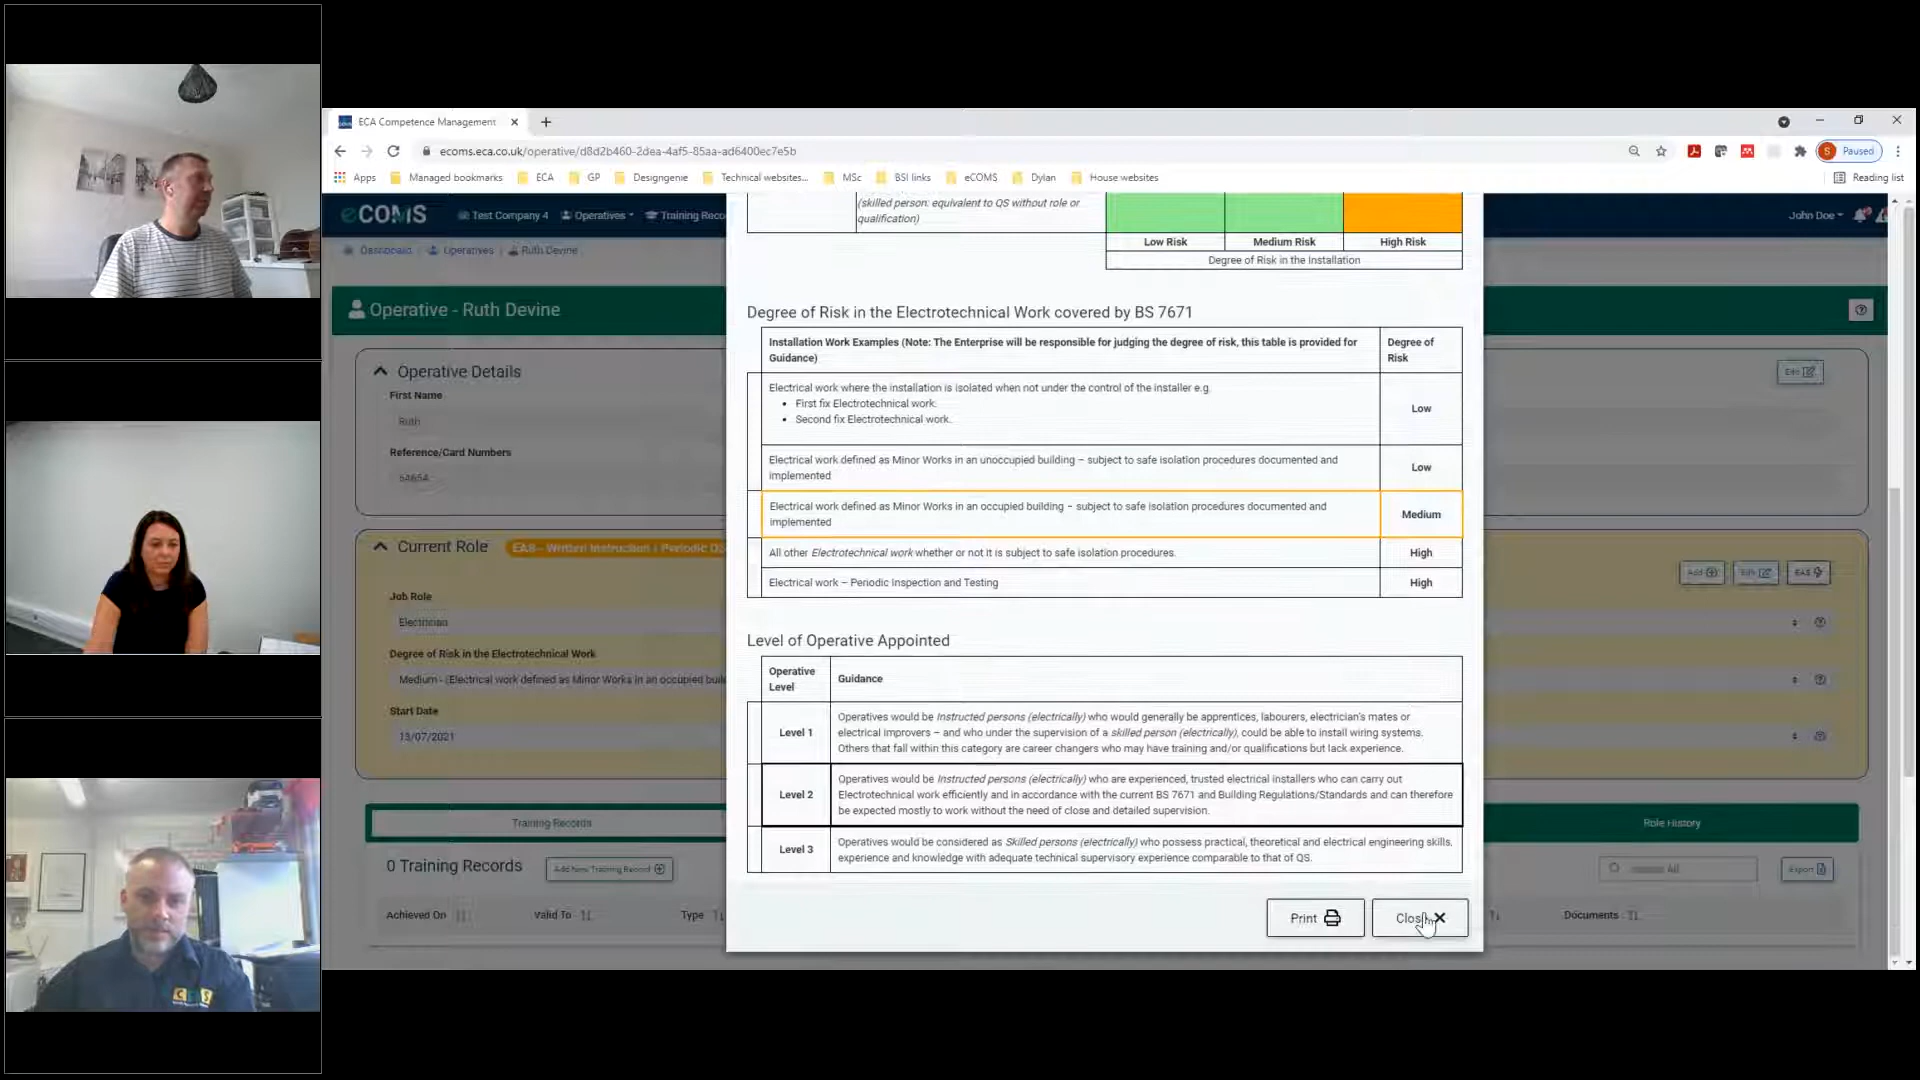 ECA Competence Management
ecoms.eca.co.uk/operative/d8d2b460-2dea-4af5-85aa-ad6400ec7e5b
S Paused
Apps Managed bookmarks ECA GP Designgenie Technical websites... MSc BSI links eCOMS Dylan House websites Reading list
eCOMS Test Company 4 Operatives Training Reco John Doe
Dashboard Operatives Ruth Devine
Operative - Ruth Devine
Operative Details
Edit
First Name
Ruth
Reference/Card Numbers
54654
Current Role EAS - Written Instruction
Add Edit EAS
Job Role
Electrician
Degree of Risk in the Electrotechnical Work
Medium - (Electrical work defined as Minor Works in an occupied buil
Start Date
13/07/2021
Training Records Role History
0 Training Records Add New Training Record All Export
Achieved On Valid To Type Documents
(skilled person: equivalent to QS without role or
qualification)
Low Risk Medium Risk High Risk
Degree of Risk in the Installation
Degree of Risk in the Electrotechnical Work covered by BS 7671
Installation Work Examples (Note: The Enterprise will be responsible for judging the degree of risk, this table is provided for
Guidance)
Degree of
Risk
Electrical work where the installation is isolated when not under the control of the installer e.g.
• First fix Electrotechnical work.
• Second fix Electrotechnical work.
Low
Electrical work defined as Minor Works in an unoccupied building – subject to safe isolation procedures documented and
implemented
Low
Electrical work defined as Minor Works in an occupied building – subject to safe isolation procedures documented and
implemented
Medium
All other Electrotechnical work whether or not it is subject to safe isolation procedures.
High
Electrical work – Periodic Inspection and Testing
High
Level of Operative Appointed
Operative
Level
Guidance
Level 1
Operatives would be Instructed persons (electrically) who would generally be apprentices, labourers, electrician's mates or
electrical improvers – and who under the supervision of a skilled person (electrically), could be able to install wiring systems.
Others that fall within this category are career changers who may have training and/or qualifications but lack experience.
Level 2
Operatives would be Instructed persons (electrically) who are experienced, trusted electrical installers who can carry out
Electrotechnical work efficiently and in accordance with the current BS 7671 and Building Regulations/Standards and can therefore
be expected mostly to work without the need of close and detailed supervision.
Level 3
Operatives would be considered as Skilled persons (electrically) who possess practical, theoretical and electrical engineering skills,
experience and knowledge with adequate technical supervisory experience comparable to that of QS.
Print Clos